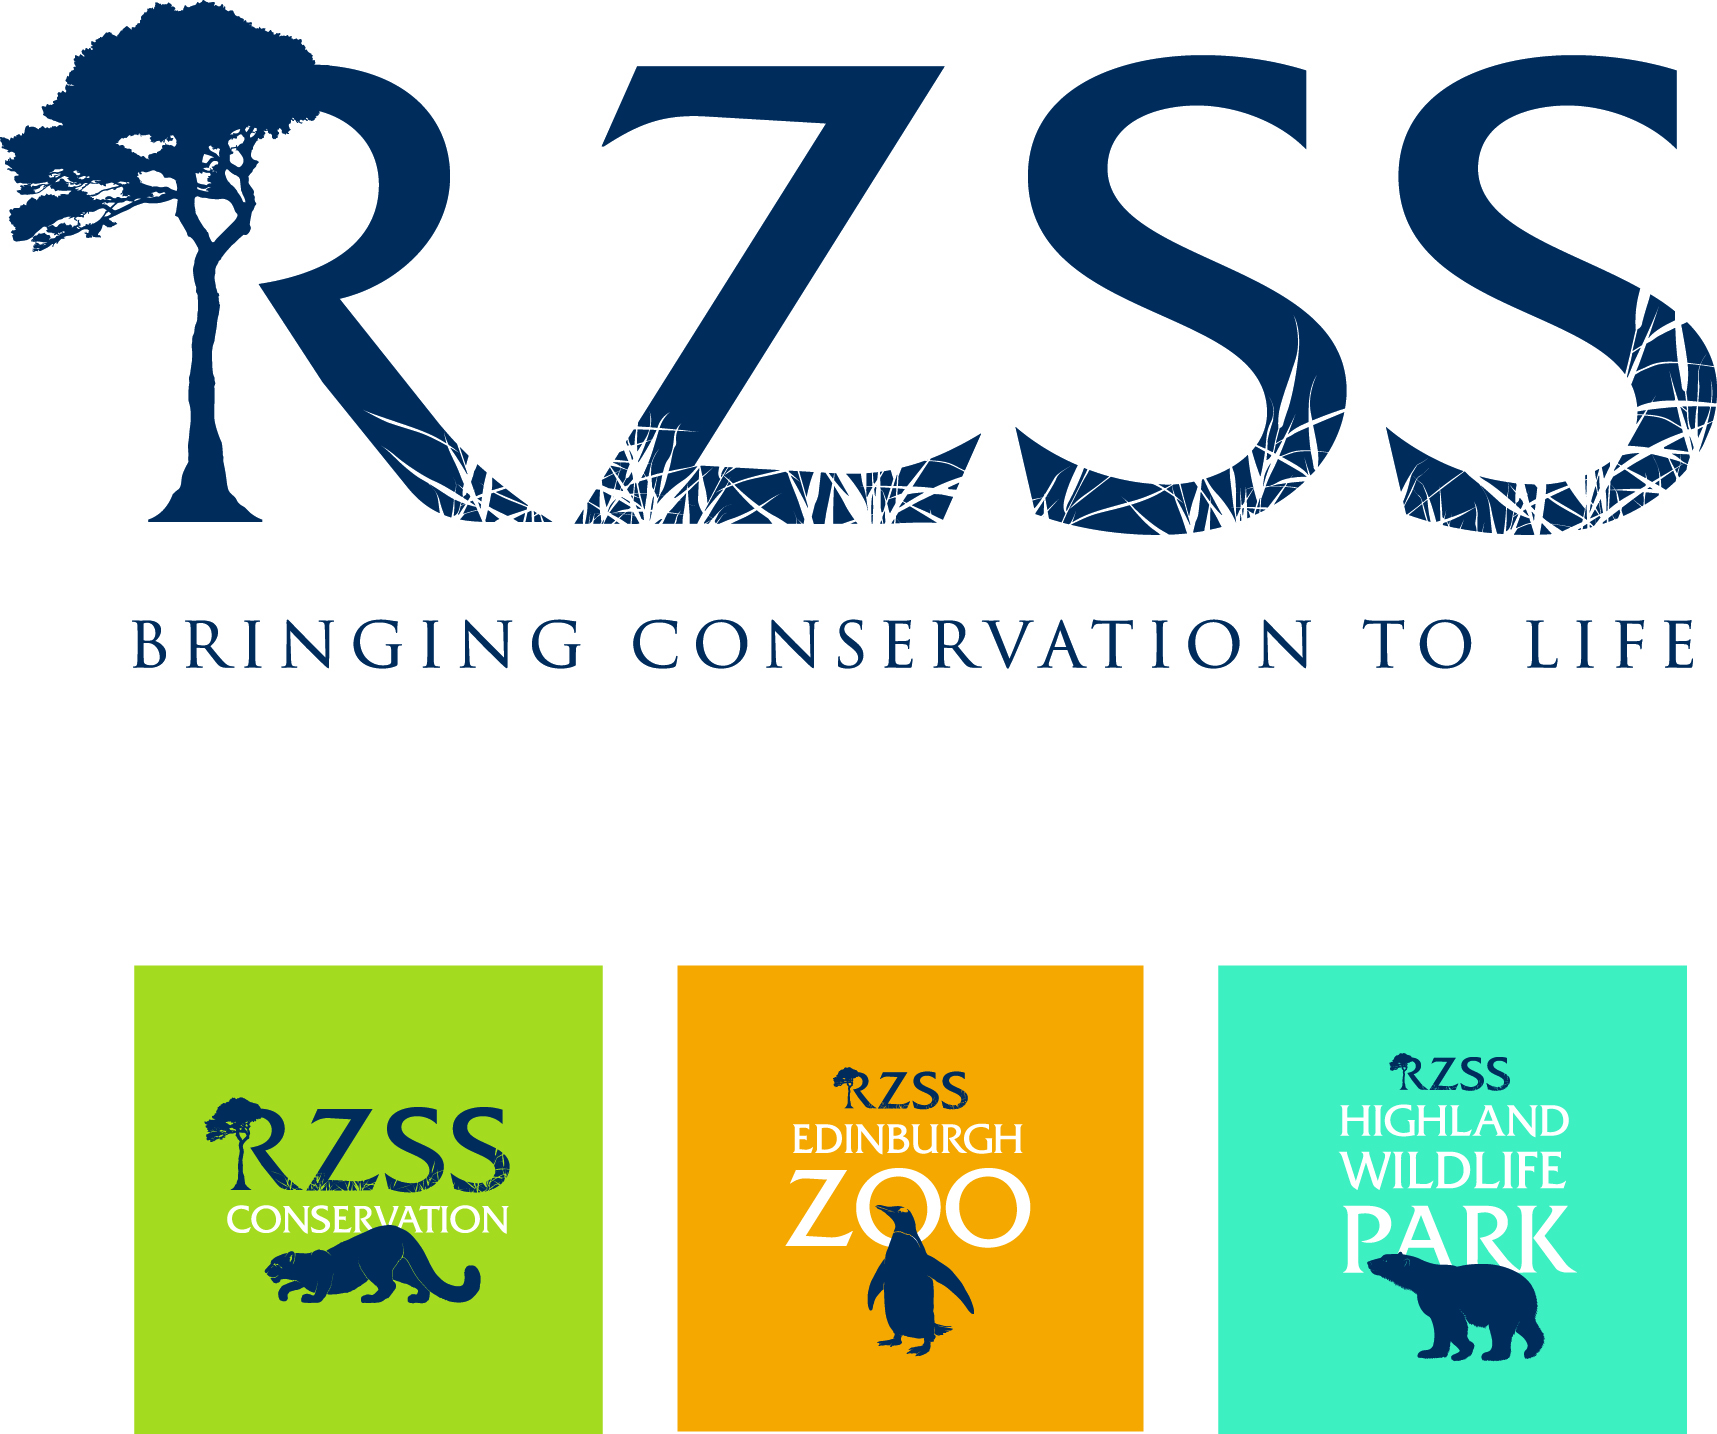 RZSS
BRINGING CONSERVATION TO LIFE
RZSS
CONSERVATION
RZSS
EDINBURGH
ZOO
RZSS
HIGHLAND
WILDLIFE
PARK